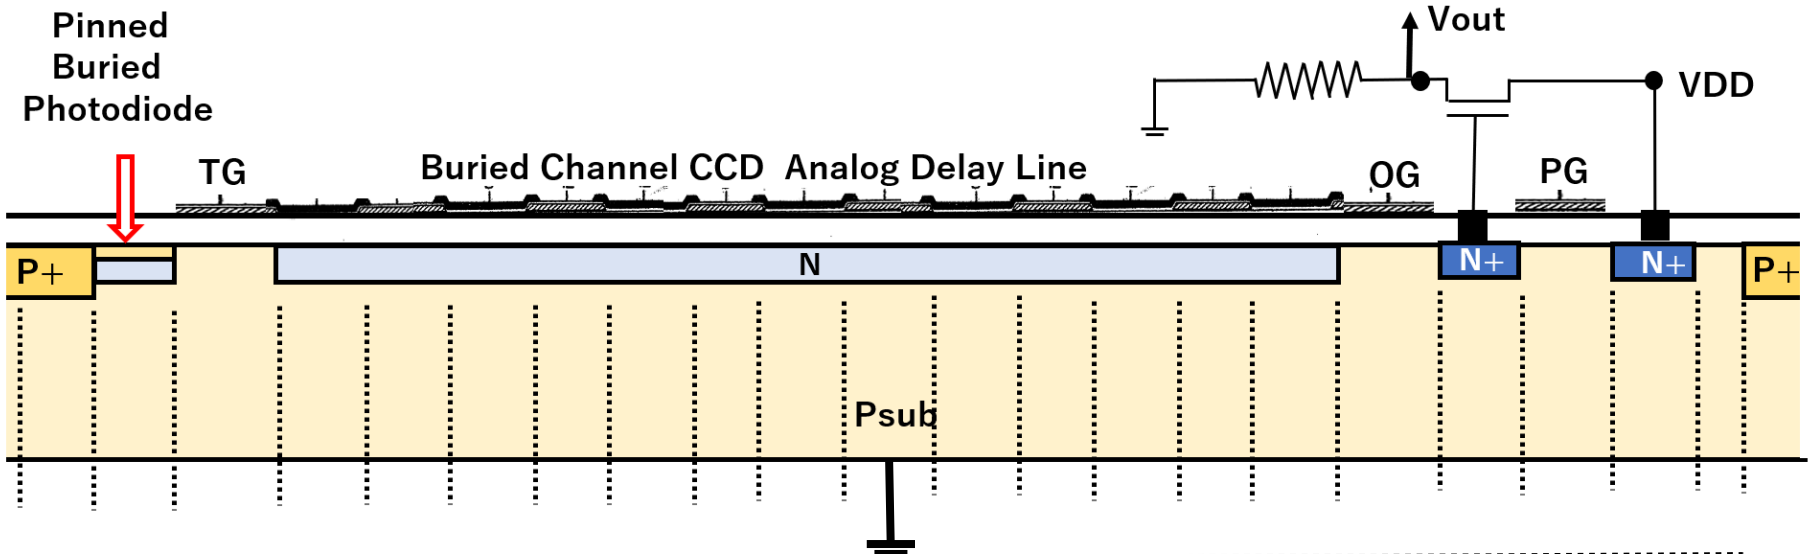 Pinned
Buried
Photodiode
Vout
VDD
TG
Buried Channel CCD Analog Delay Line
OG
PG
P+
N
N+
N+
P+
Psub